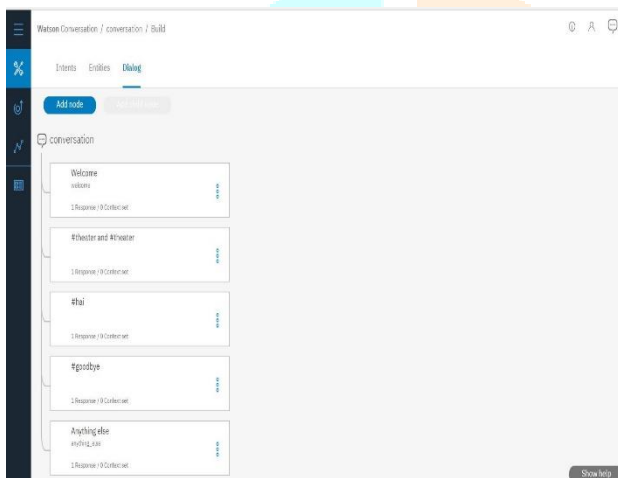 Watson Conversation / conversation / Build
Intents Entities Dialog
Add node
conversation
Welcome
welcome
1 Response / 0 Context set
#theater and #theater
1 Response / 0 Context set
#hai
1 Response / 0 Context set
#goodbye
1 Response / 0 Context set
Anything else
anything_else
1 Response / 0 Context set
Show help